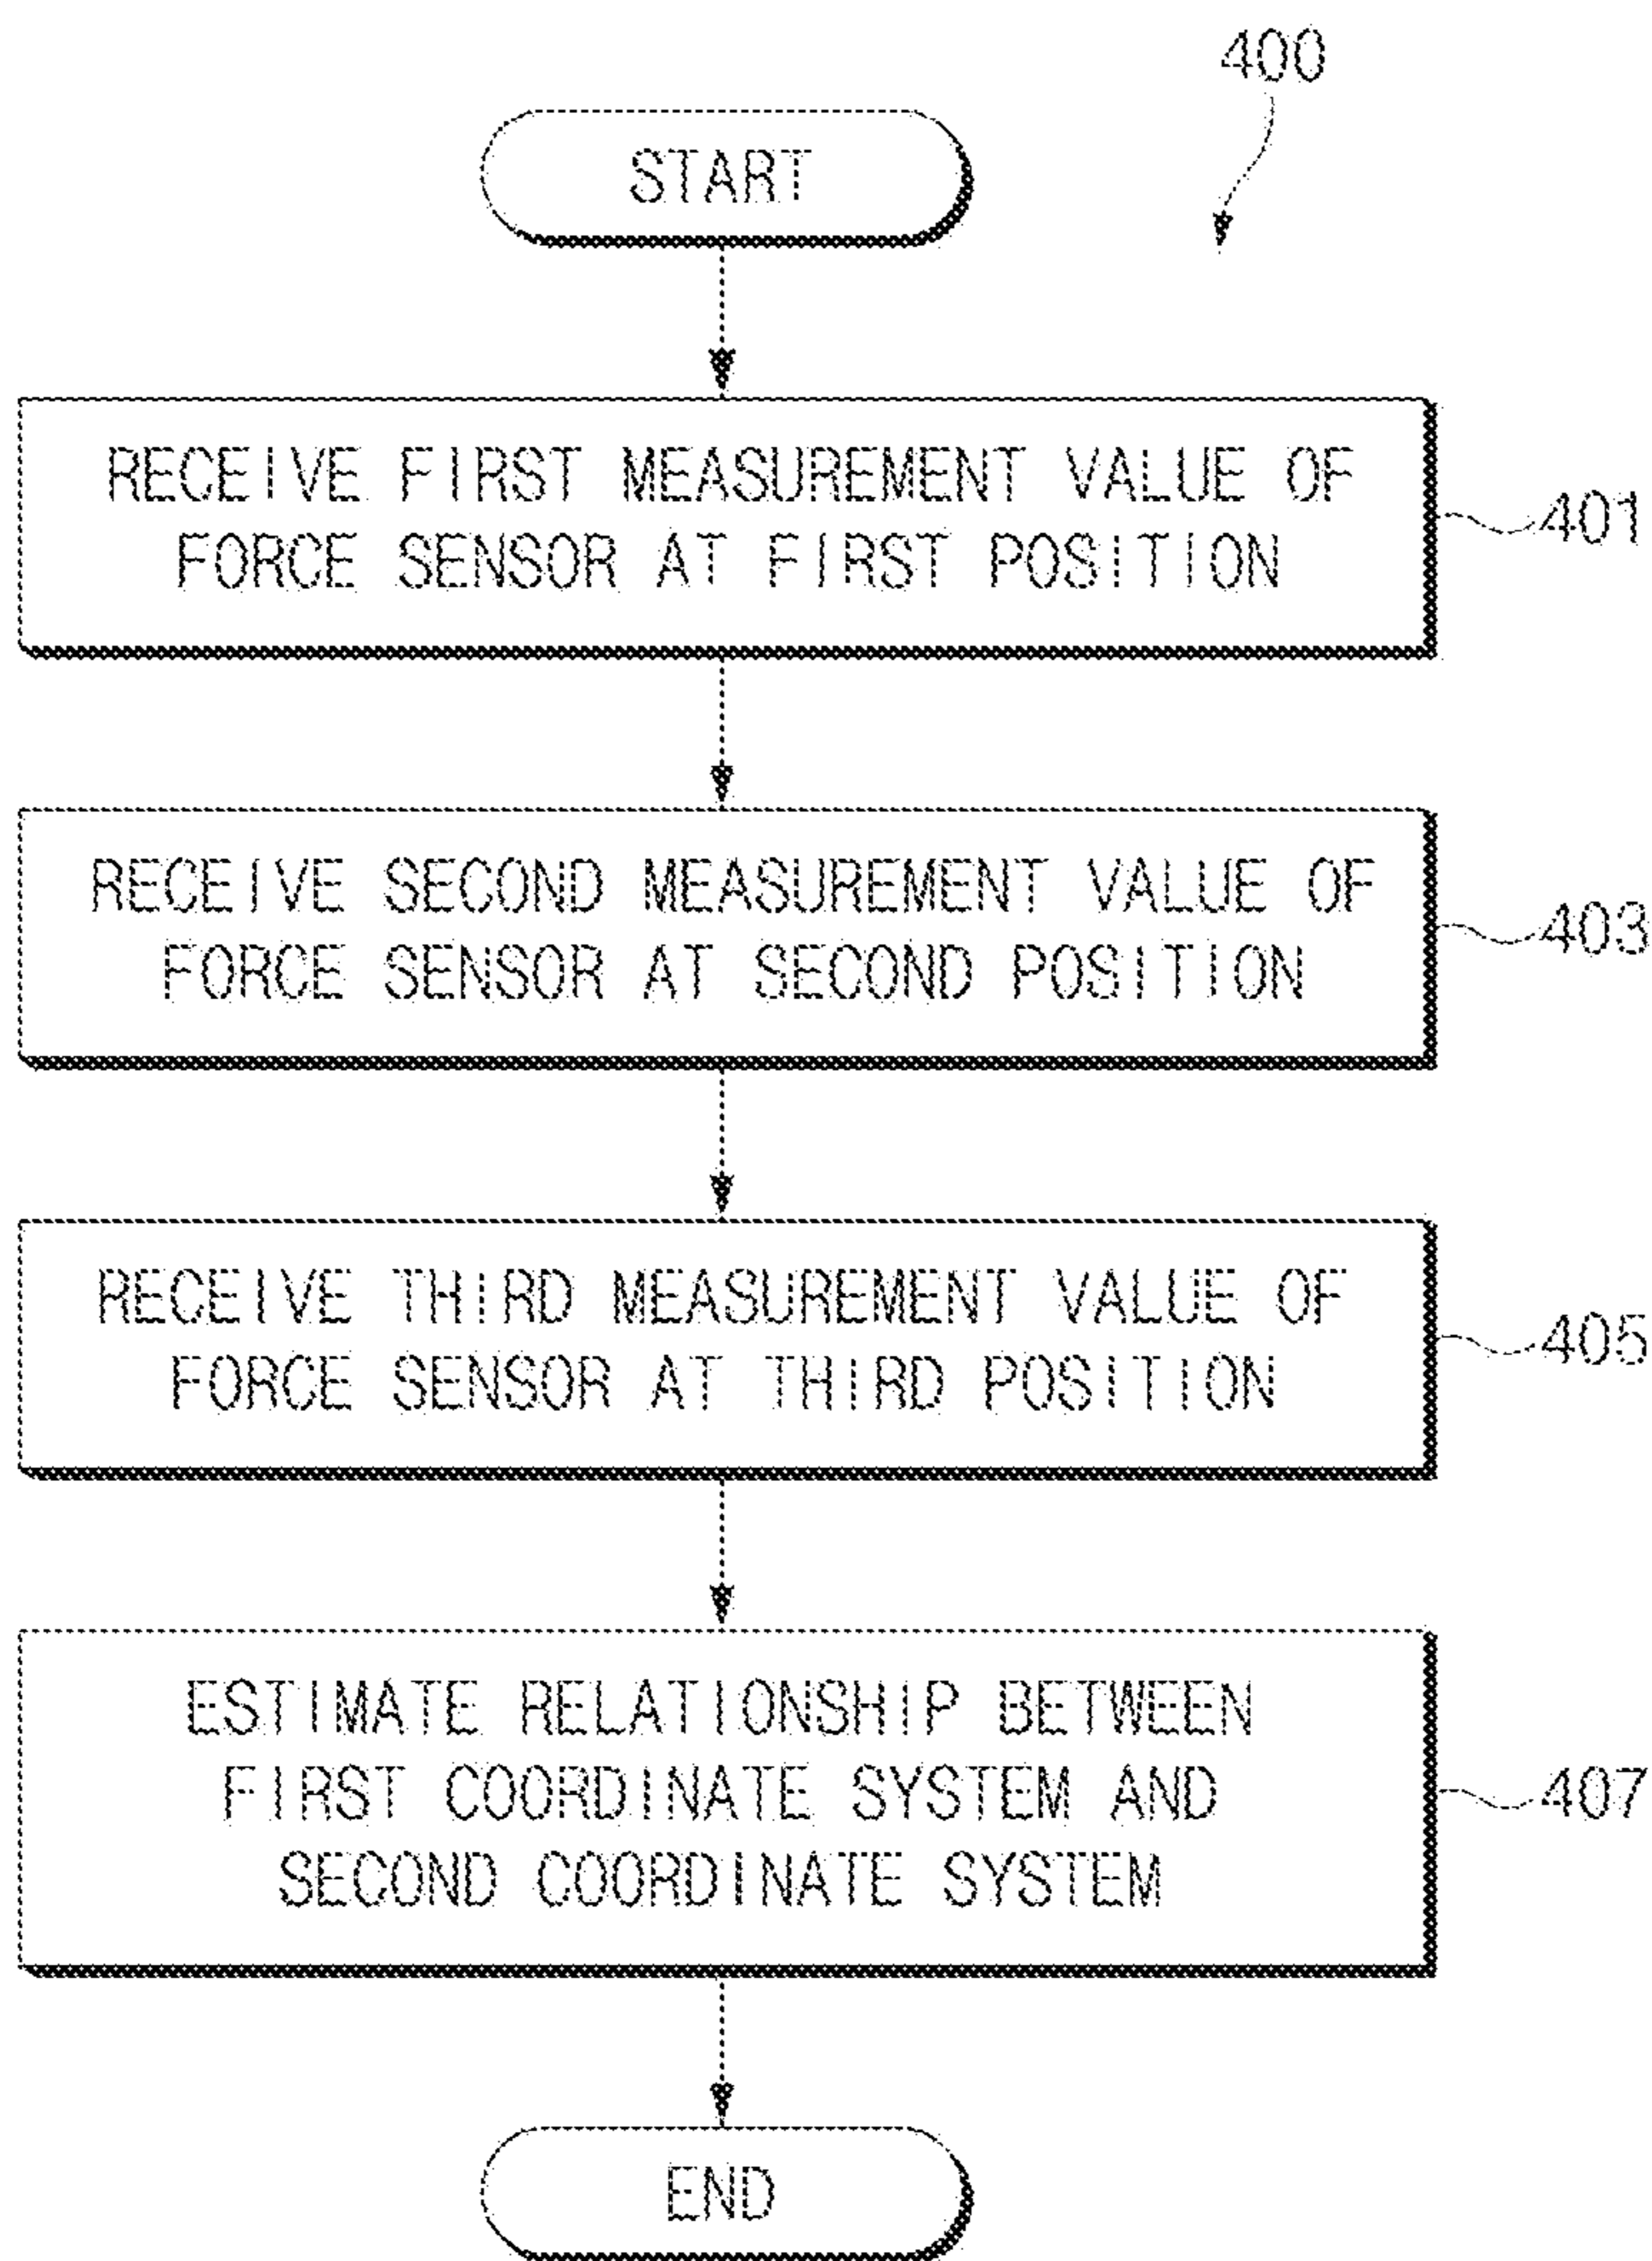 400
START
RECEIVE FIRST MEASUREMENT VALUE OF
FORCE SENSOR AT FIRST POSITION
401
RECEIVE SECOND MEASUREMENT VALUE OF
FORCE SENSOR AT SECOND POSITION
403
RECEIVE THIRD MEASUREMENT VALUE OF
FORCE SENSOR AT THIRD POSITION
405
ESTIMATE RELATIONSHIP BETWEEN
FIRST COORDINATE SYSTEM AND
SECOND COORDINATE SYSTEM
407
END